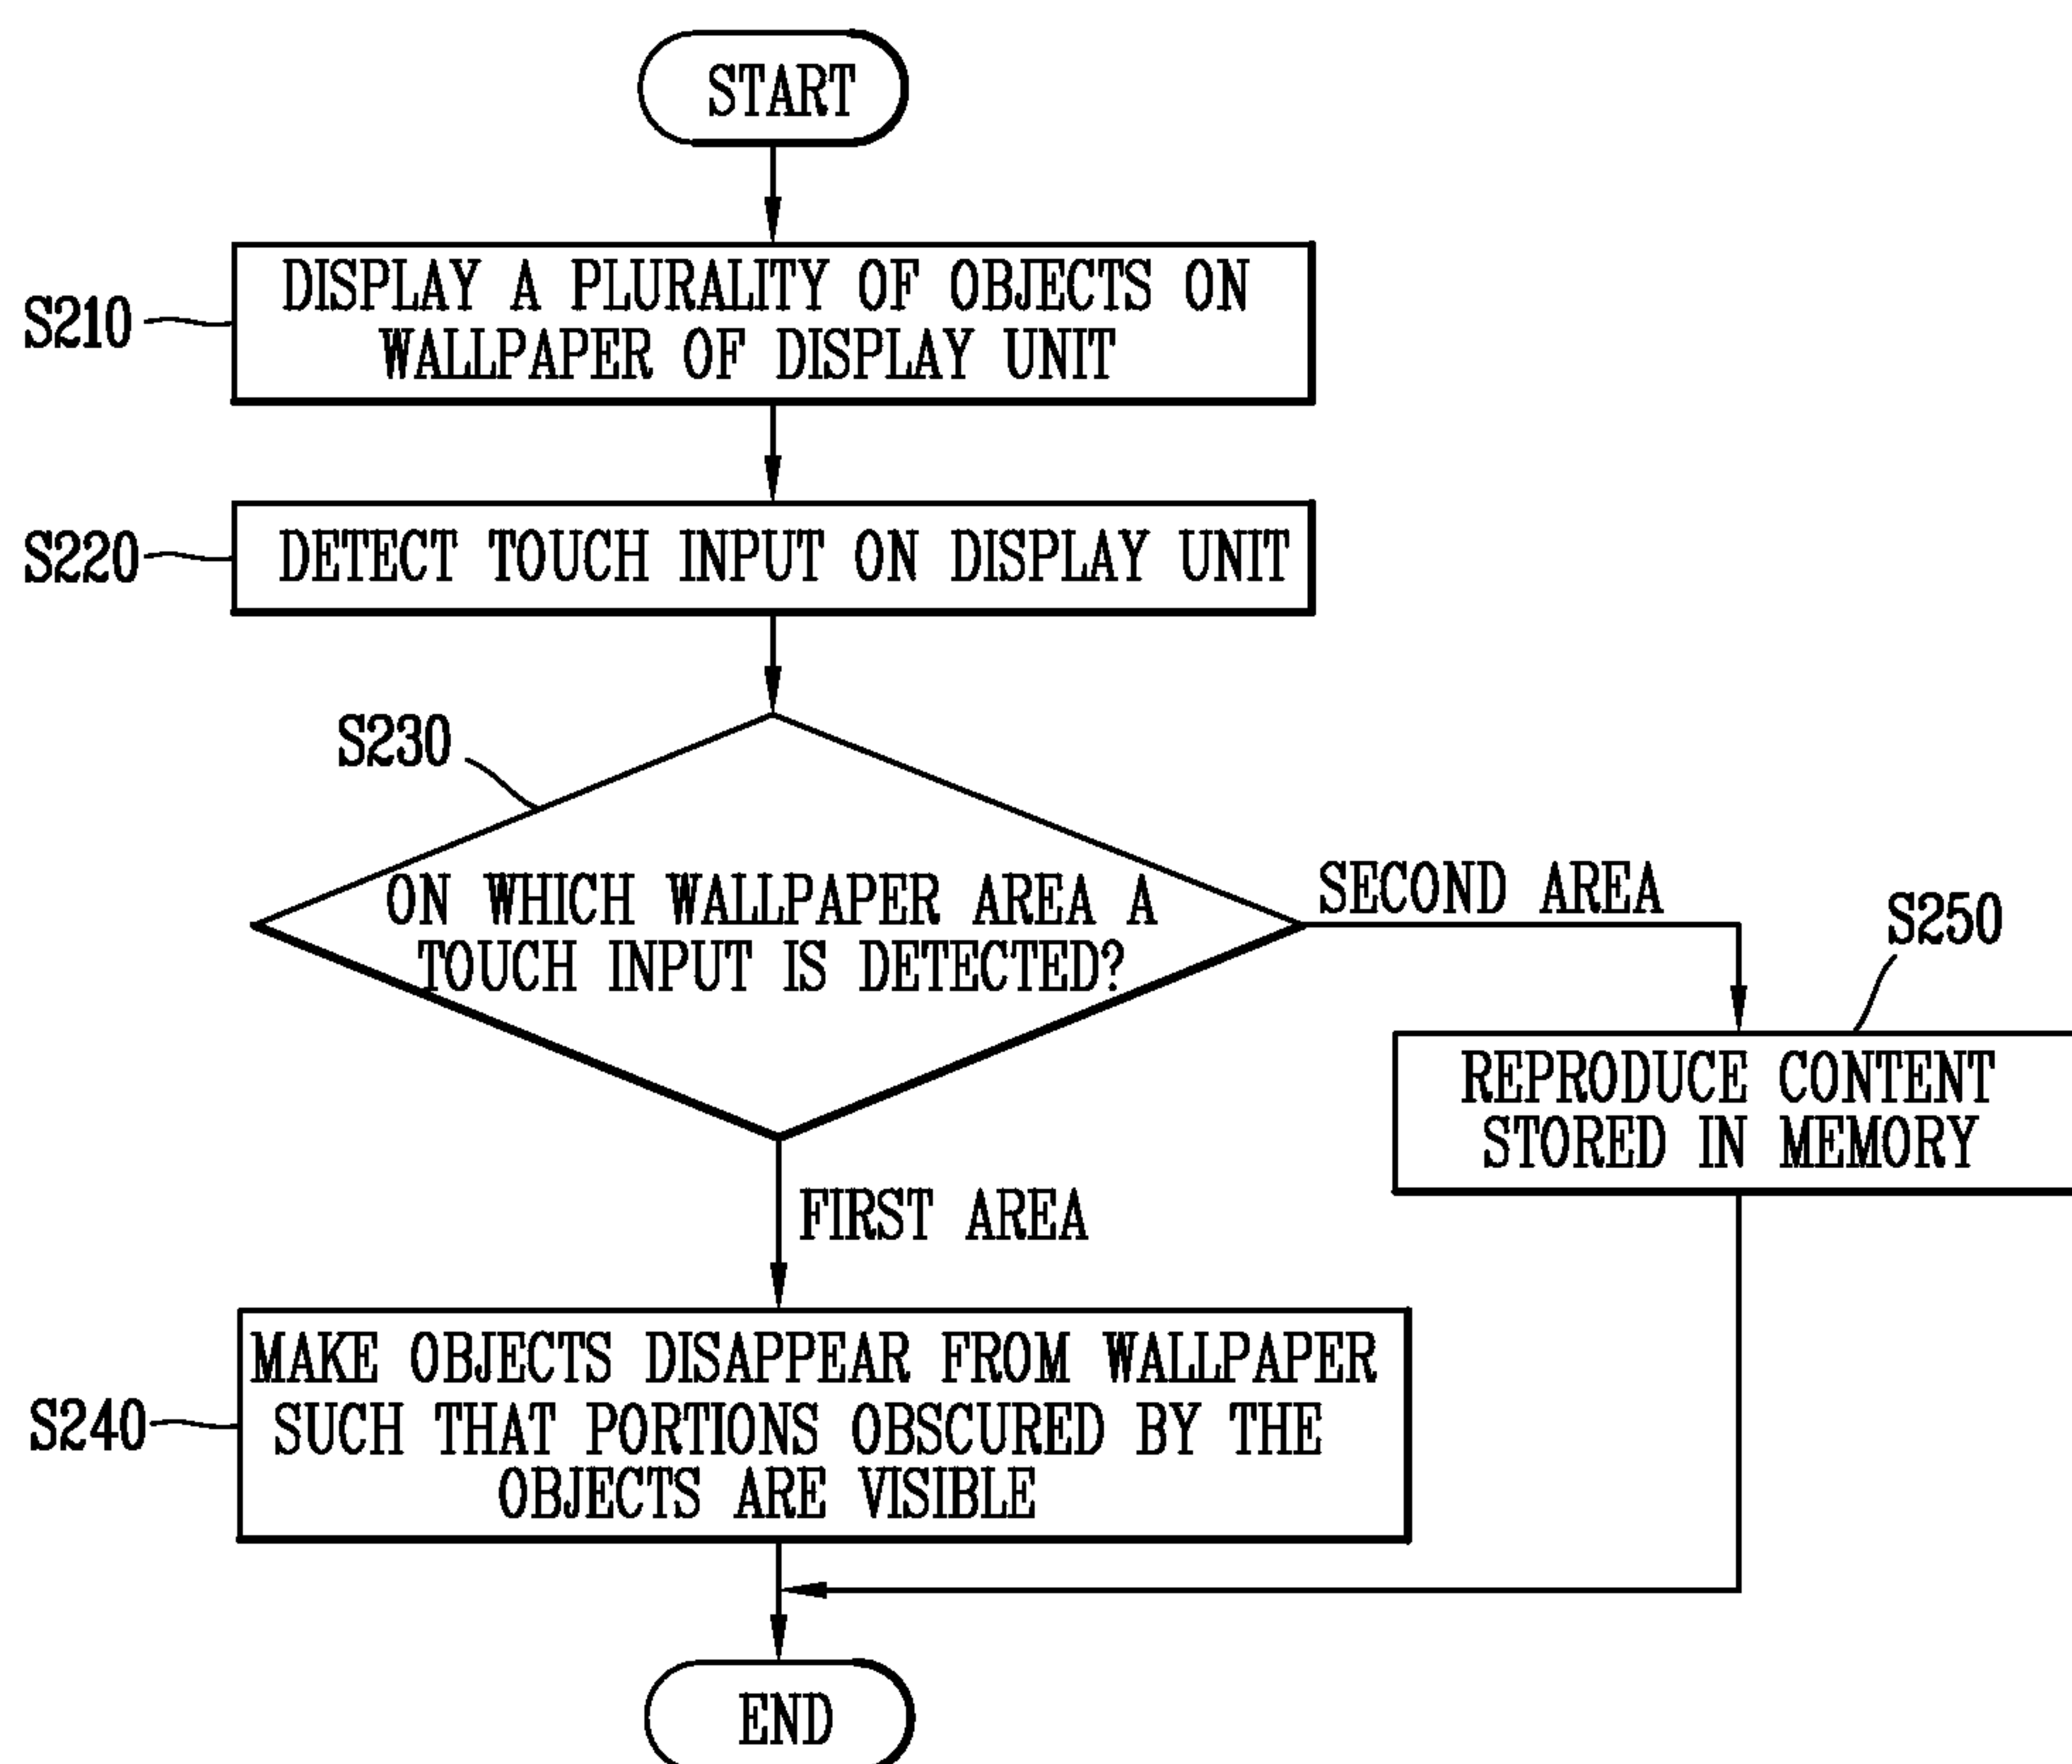 START
S210
DISPLAY A PLURALITY OF OBJECTS ON
WALLPAPER OF DISPLAY UNIT
S220
DETECT TOUCH INPUT ON DISPLAY UNIT
S230
ON WHICH WALLPAPER AREA A
TOUCH INPUT IS DETECTED?
SECOND AREA
S250
REPRODUCE CONTENT
STORED IN MEMORY
FIRST AREA
S240
MAKE OBJECTS DISAPPEAR FROM WALLPAPER
SUCH THAT PORTIONS OBSCURED BY THE
OBJECTS ARE VISIBLE
END